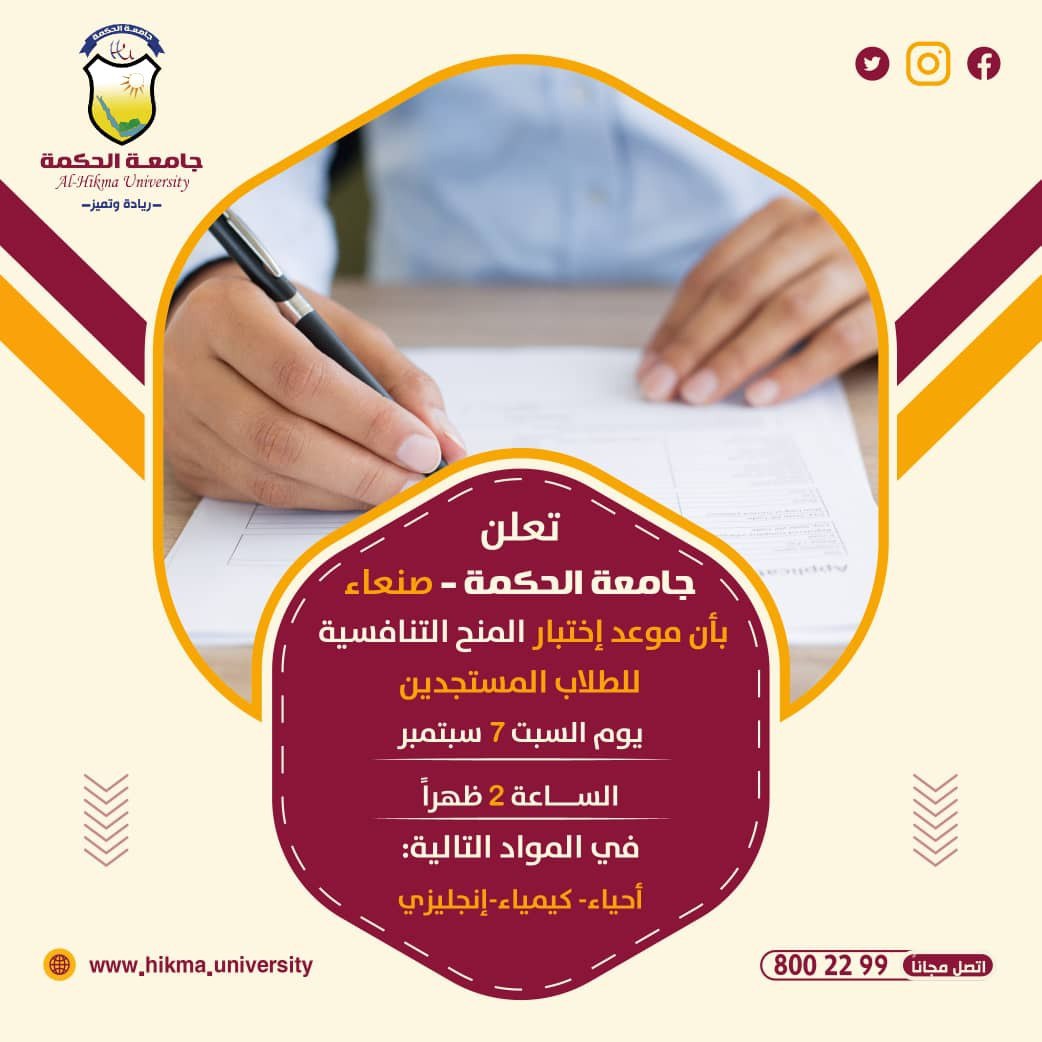 جامعة الحكمة
جامعة الحكمة
Al-Hikma University
-ريادة وتميز-
تعلن
جامعة الحكمة - صنعاء
بأن موعد إختبار المنح التنافسية
للطلاب المستجدين
يوم السبت 7 سبتمبر
الســـاعة 2 ظهراً
في المواد التالية:
أحياء- كيمياء-إنجليزي
www.hikma.university
اتصل مجاناً 800 22 99